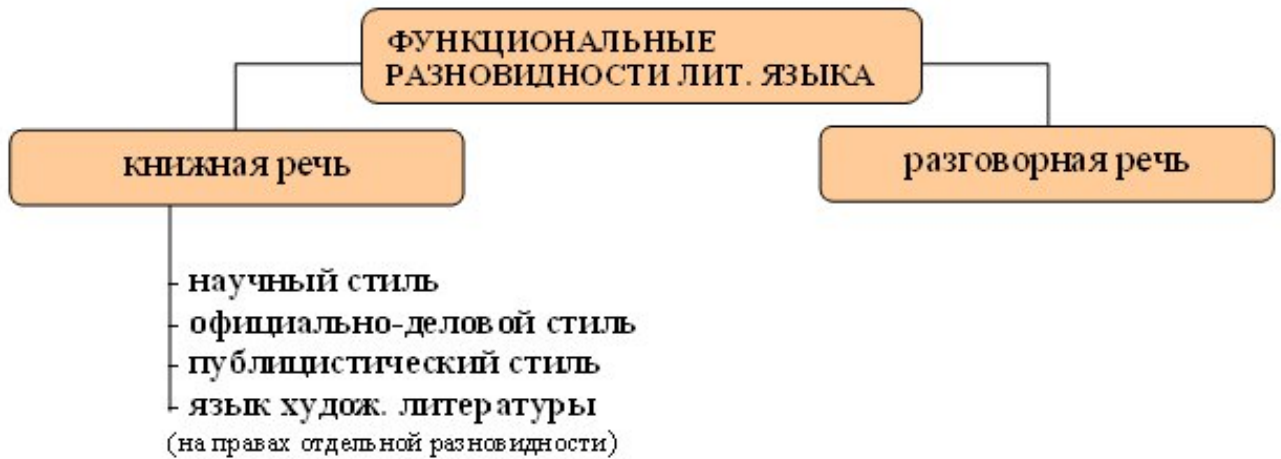 ФУНКЦИОНАЛЬНЫЕ
РАЗНОВИДНОСТИ ЛИТ. ЯЗЫКА
книжная речь
разговорная речь
- научный стиль
- официально-деловой стиль
- публицистический стиль
- язык худож. литературы
(на правах отдельной разновидности)